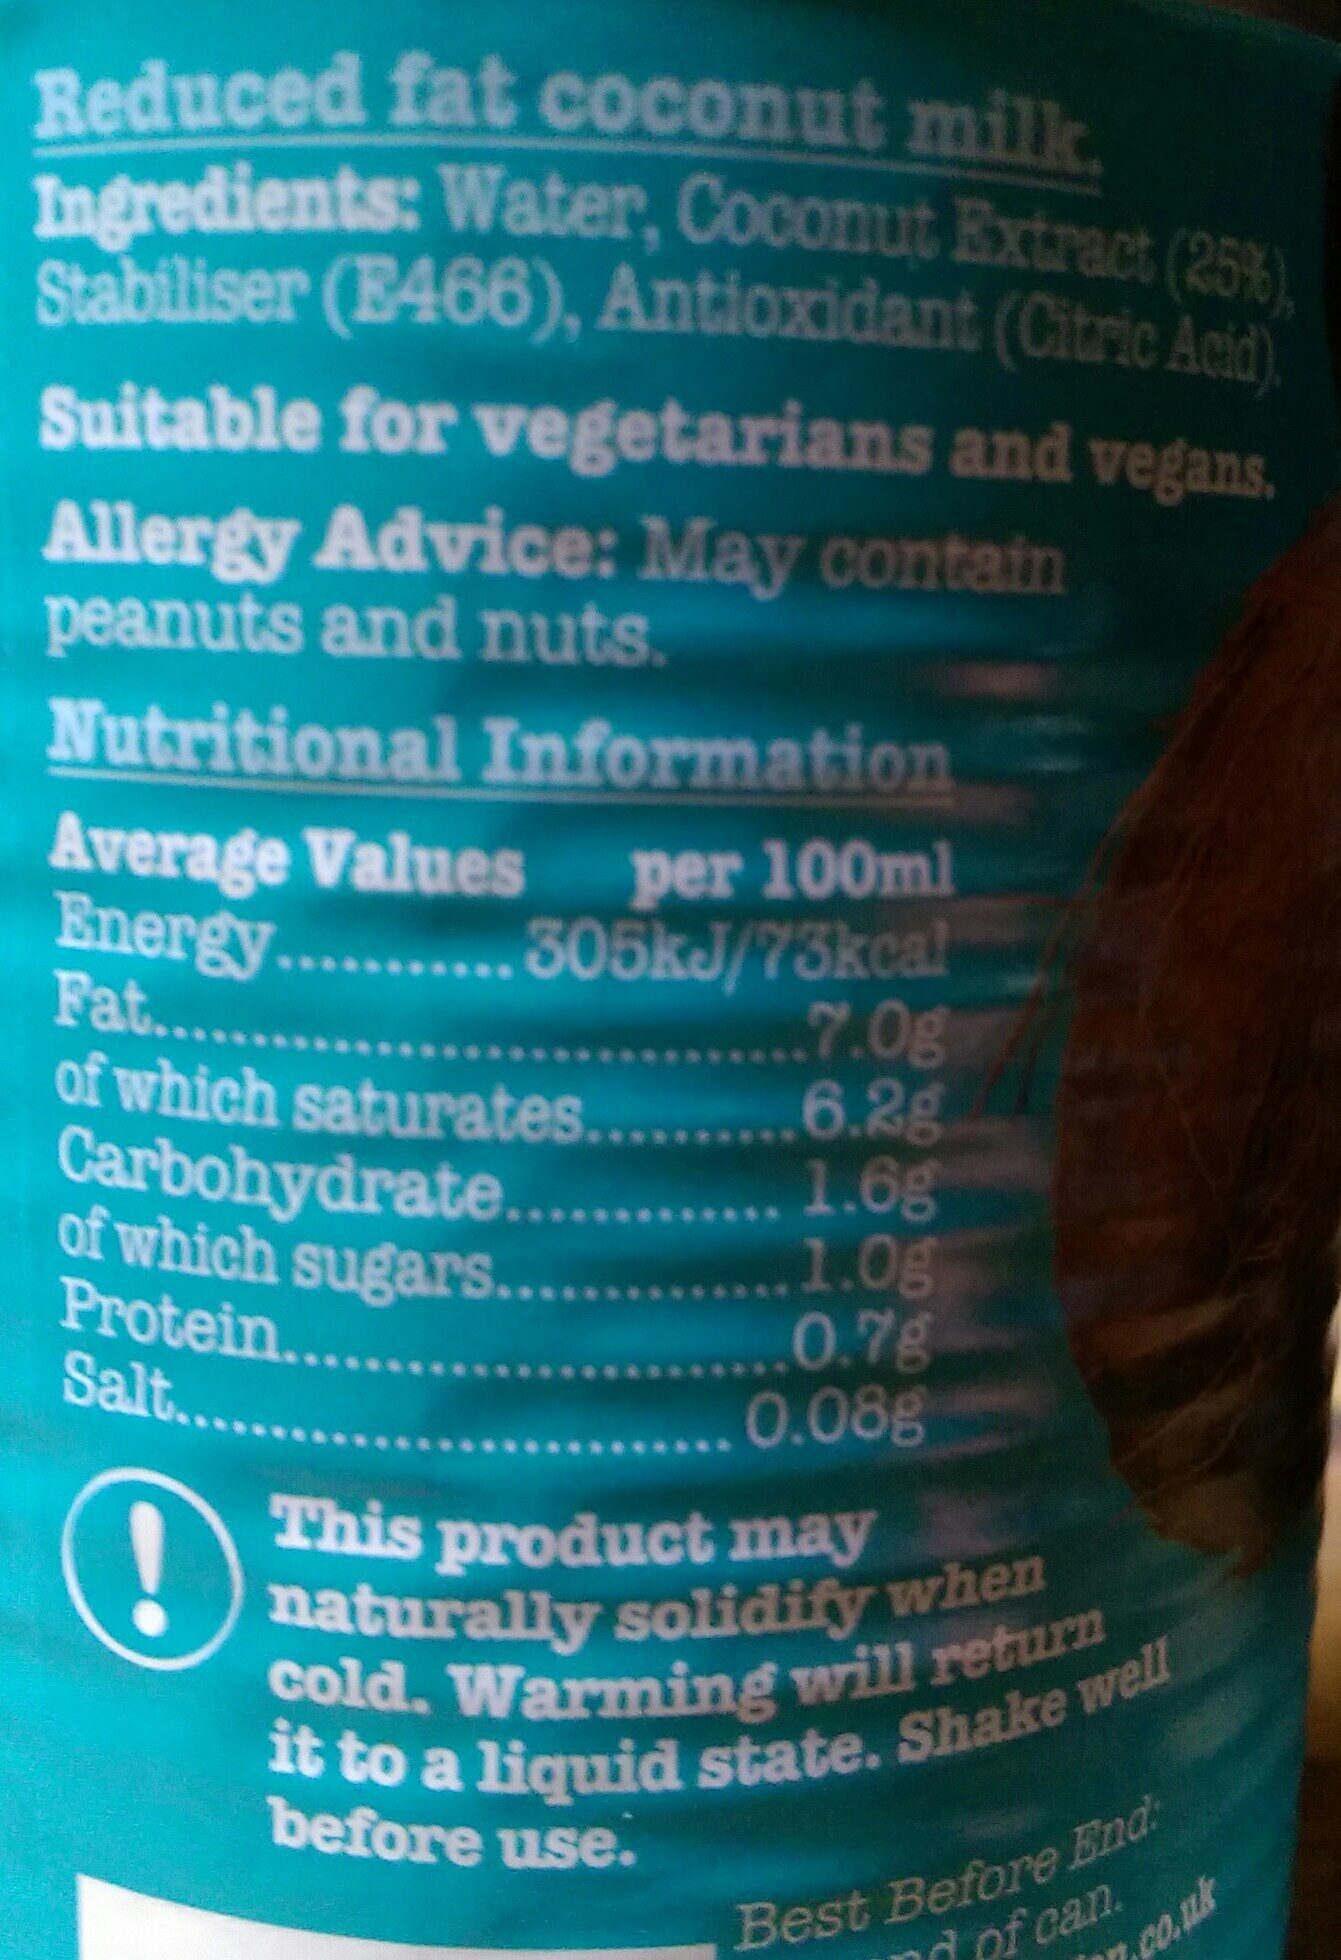 Reduced fat coconut milk.
Ingredients: Water, Coconut Extract (25%),
Stabiliser (E466), Antioxidant (Citric Acid).
Suitable for vegetarians and vegans.
Allergy Advice: May contain
peanuts and nuts.
Nutritional Information
Average Values per 100ml
Energy........... 305kJ/73kcal
Fat.......................................7.0g
of which saturates...........6.2g
Carbohydrate.............. 1.6g
of which sugars...............1.0g
Protein.............................0.7g
Salt................................ 0.08g
!
This product may
naturally solidify when
cold. Warming will return
it to a liquid state. Shake well
before use.
Best Before End:
of can.
.co.uk